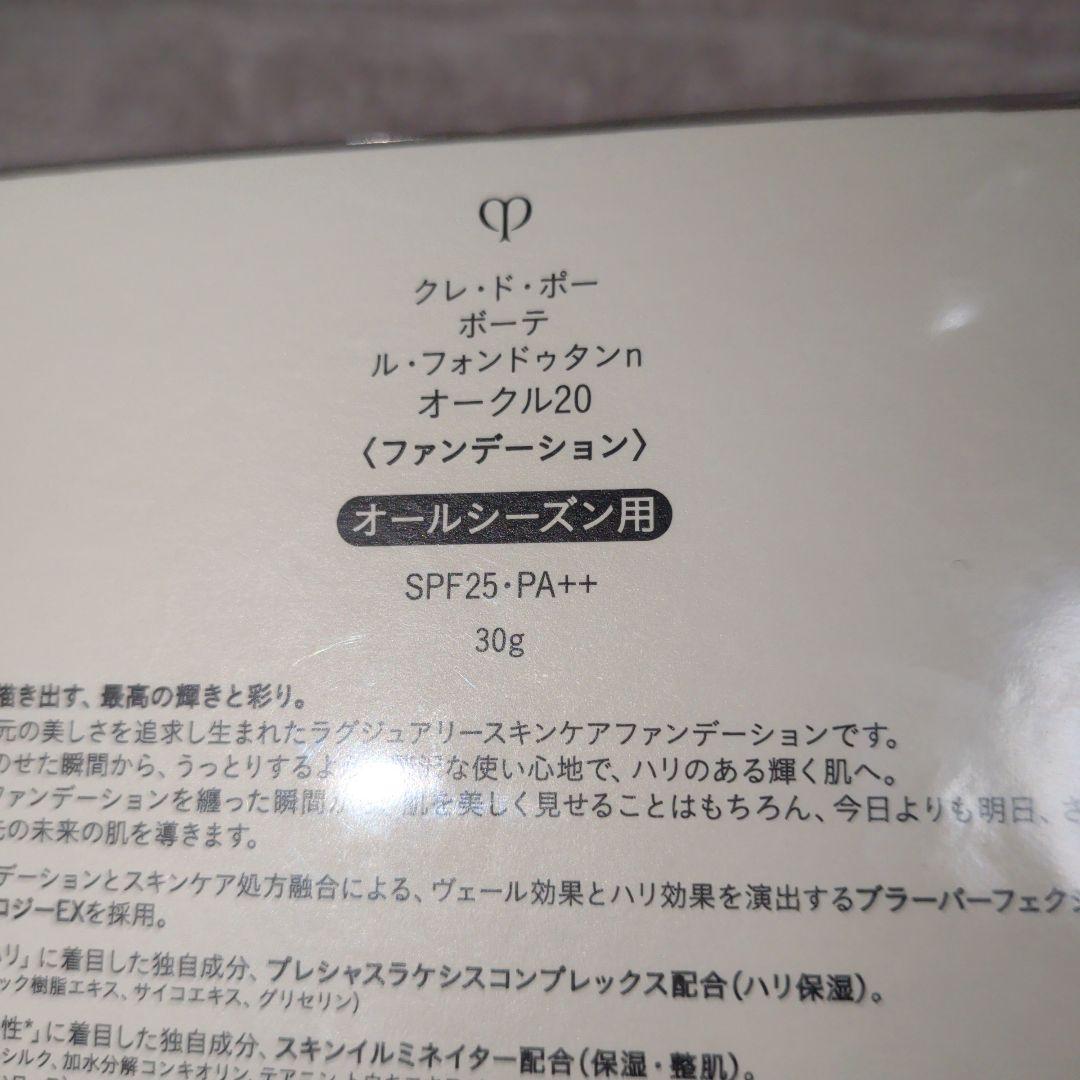 クレ・ド・ポー
ボーテ
ル・フォンドゥタンn
オークル20
〈ファンデーション〉
オールシーズン用
SPF25・PA++
30g
描き出す、最高の輝きと彩り。
元の美しさを追求し生まれたラグジュアリースキンケアファンデーションです。
のせた瞬間から、うっとりするよ な使い心地で、ハリのある輝く肌へ。
ファンデーションを纏った瞬間か 肌を美しく見せることはもちろん、今日よりも明日、さ
元の未来の肌を導きます。
デーションとスキンケア処方融合による、ヴェール効果とハリ効果を演出するブラーパーフェクシ
ロジーEXを採用。
ハリ」に着目した独自成分、プレシャスラケシスコンプレックス配合(ハリ保湿)。
ック樹脂エキス、サイコエキス、グリセリン)
性*」に着目した独自成分、スキンイルミネイター配合(保湿・整肌)。
シルク、加水分解コンキオリン、テアニン、トウキエキス